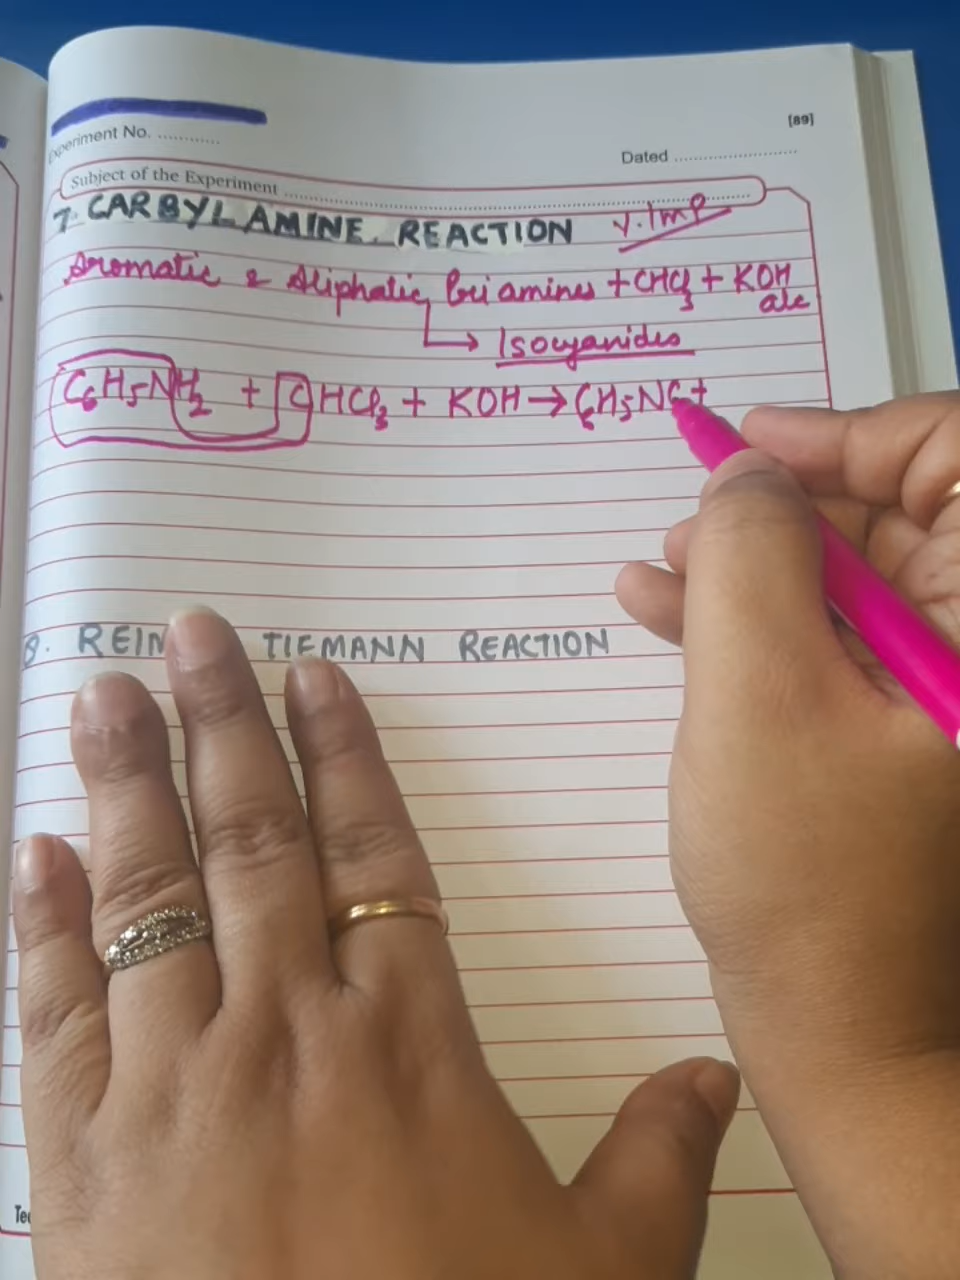 [89]
Experiment No. ............
Dated ............................
Subject of the Experiment ............................
7. CARBYLAMINE REACTION V. Imp
Aromatic & Aliphatic Pri amines + CHCl3 + KOH
alc
→ Isocyanides
C6H5NH2 + CHCl3 + KOH → C6H5NC +
8. REIN TIEMANN REACTION